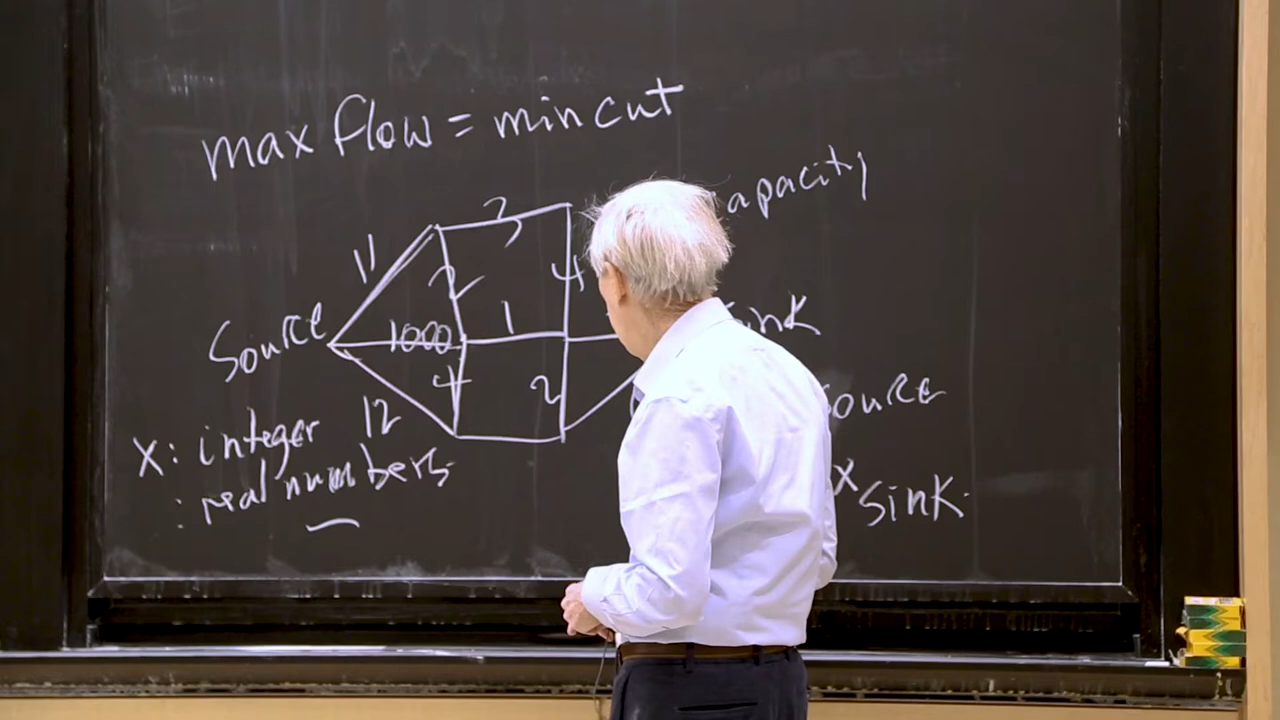 max flow = min cut
apacity
3
11
4
2
Source
1000
1
ink
4
2
12
ource
x: integer
: real numbers
x sink.